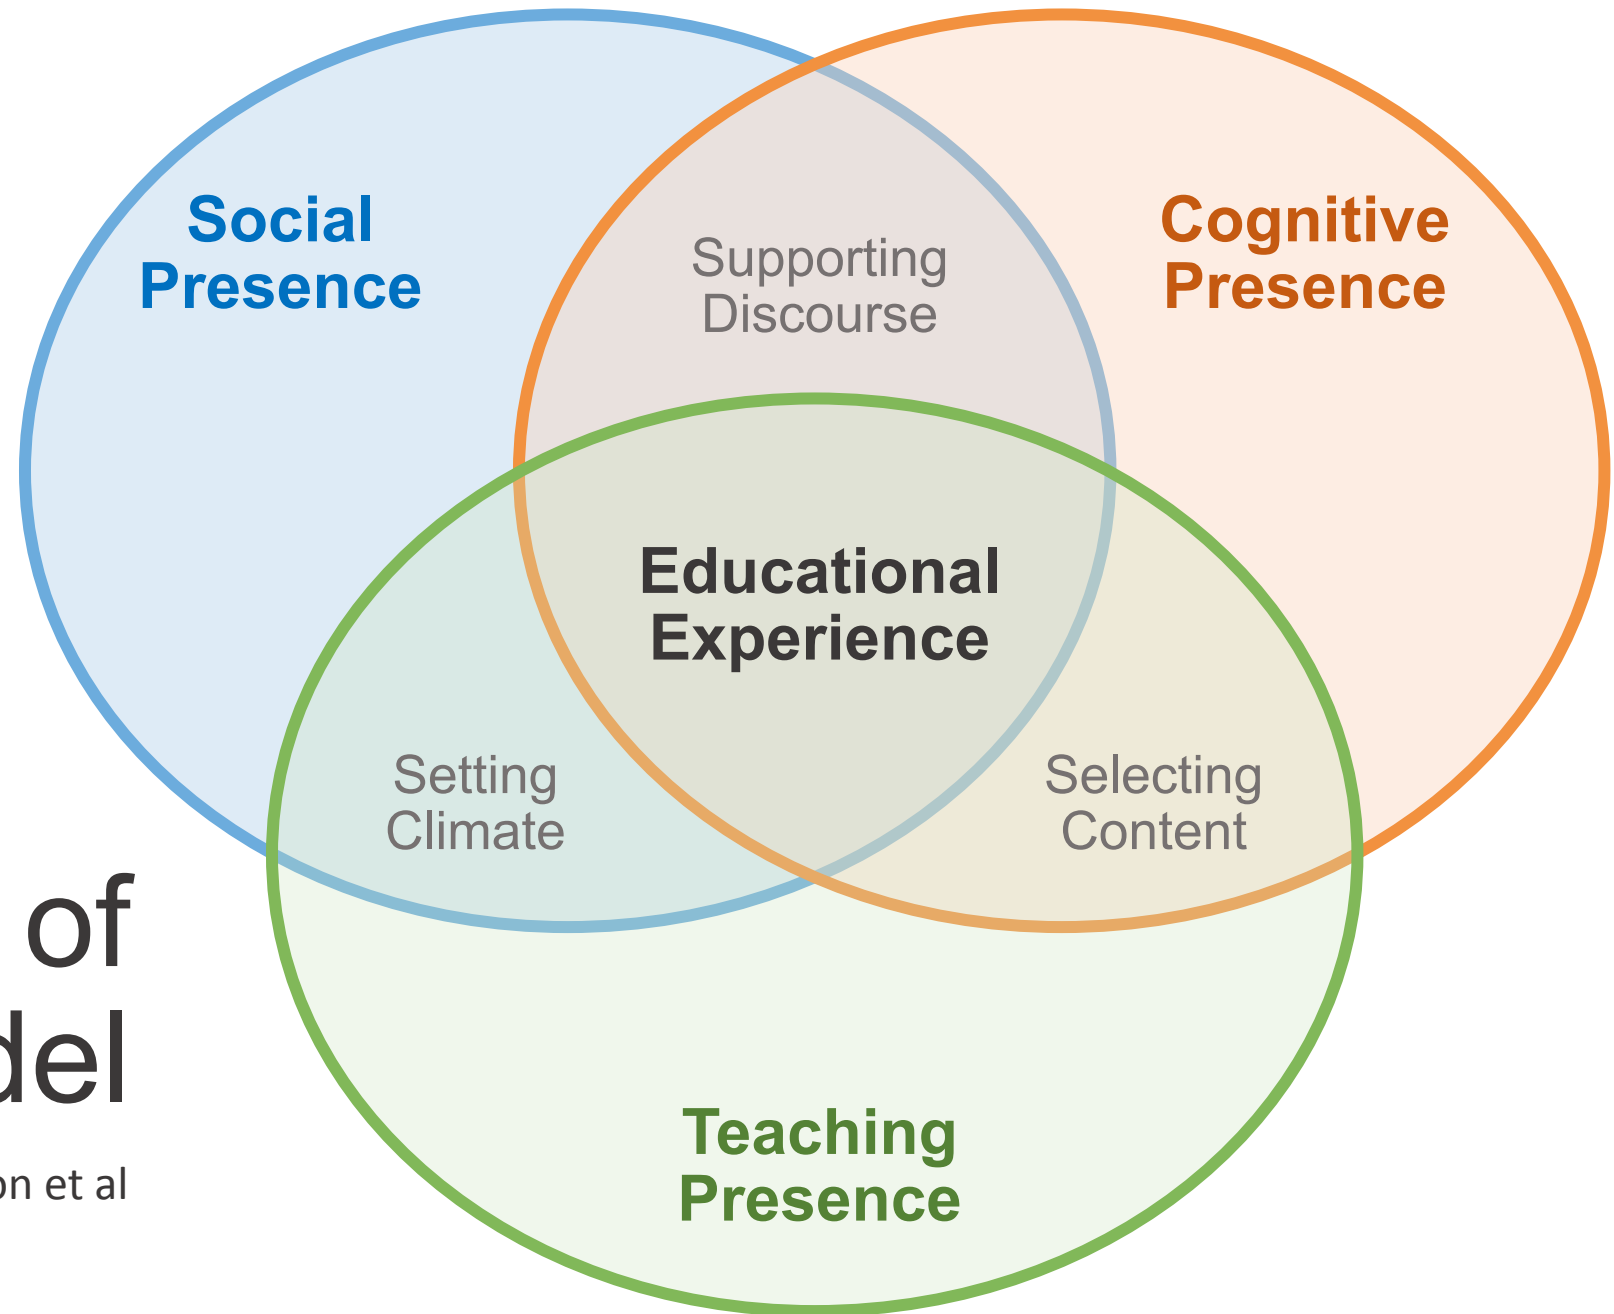 Social
Presence
Cognitive
Presence
Supporting
Discourse
Educational
Experience
Setting
Climate
Selecting
Content
of
del
on et al
Teaching
Presence